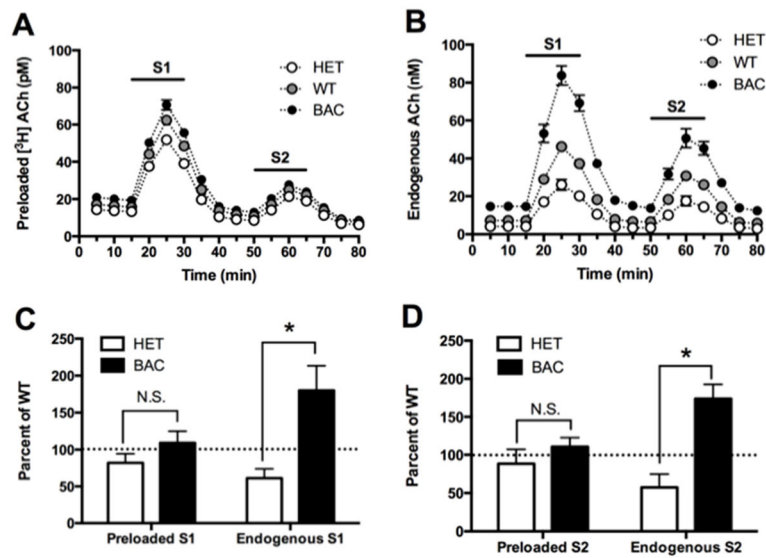 A
Preloaded [³H] ACh (pM)
100
80
60
40
20
0
S1
S2
HET
WT
BAC
0 10 20 30 40 50 60 70 80
Time (min)
B
Endogenous ACh (nM)
100
80
60
40
20
0
S1
S2
HET
WT
BAC
0 10 20 30 40 50 60 70 80
Time (min)
C
Parcent of WT
250
200
150
100
50
0
HET
BAC
N.S.
*
Preloaded S1 Endogenous S1
D
Parcent of WT
250
200
150
100
50
0
HET
BAC
N.S.
*
Preloaded S2 Endogenous S2